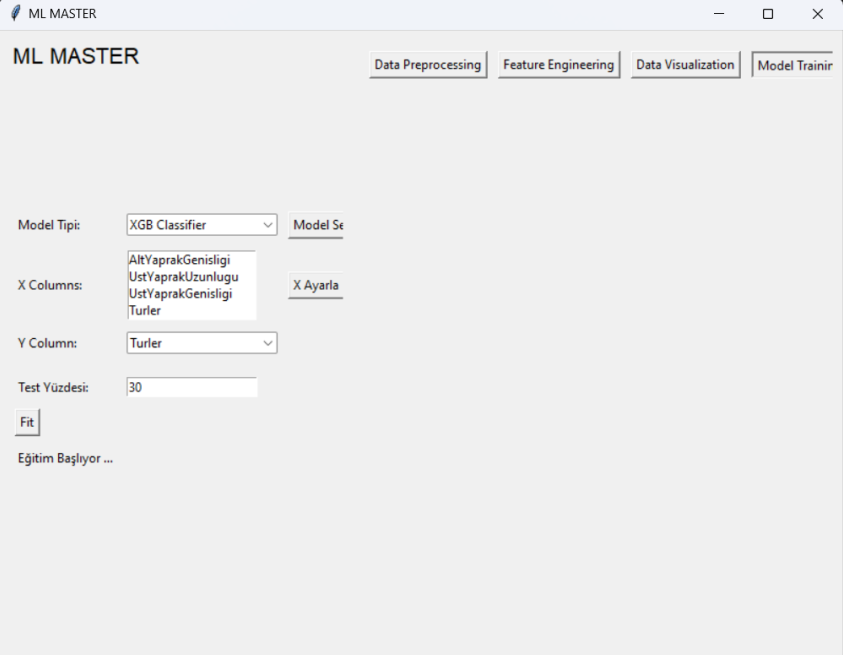 ML MASTER
ML MASTER
Data Preprocessing
Feature Engineering
Data Visualization
Model Trainin
Model Tipi:
XGB Classifier
Model Se
X Columns:
AltYaprakGenisligi
UstYaprakUzunlugu
UstYaprakGenisligi
Turler
X Ayarla
Y Column:
Turler
Test Yüzdesi:
30
Fit
Eğitim Başlıyor ...